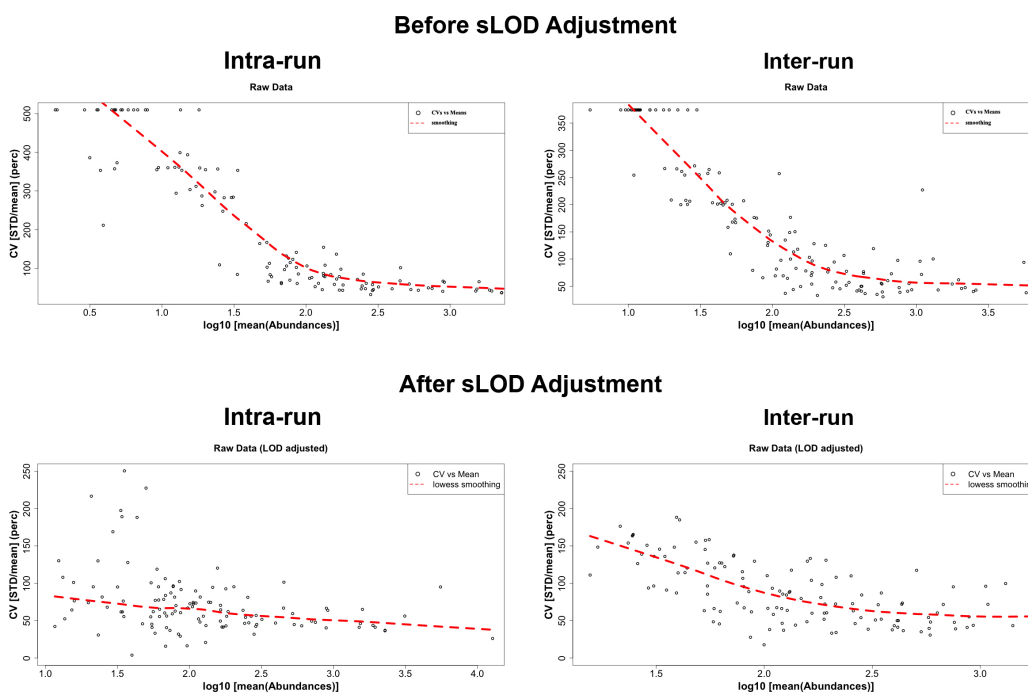 Before sLOD Adjustment
Intra-run
Inter-run
Raw Data
Raw Data
CVs vs Means
smoothing
CVs vs Means
smoothing
CV [STD/mean] (perc)
100
200
300
400
500
0.5
1.0
1.5
2.0
2.5
3.0
log10 [mean(Abundances)]
CV [STD/mean] (perc)
50
100
150
200
250
300
350
1.0
1.5
2.0
2.5
3.0
3.5
log10 [mean(Abundances)]
After sLOD Adjustment
Intra-run
Inter-run
Raw Data (LOD adjusted)
Raw Data (LOD adjusted)
CV vs Mean
lowess smoothing
CV vs Mean
lowess smoothin
CV [STD/mean] (perc)
0
50
100
150
200
250
1.0
1.5
2.0
2.5
3.0
3.5
4.0
log10 [mean(Abundances)]
CV [STD/mean] (perc)
0
50
100
150
200
250
1.5
2.0
2.5
3.0
log10 [mean(Abundances)]